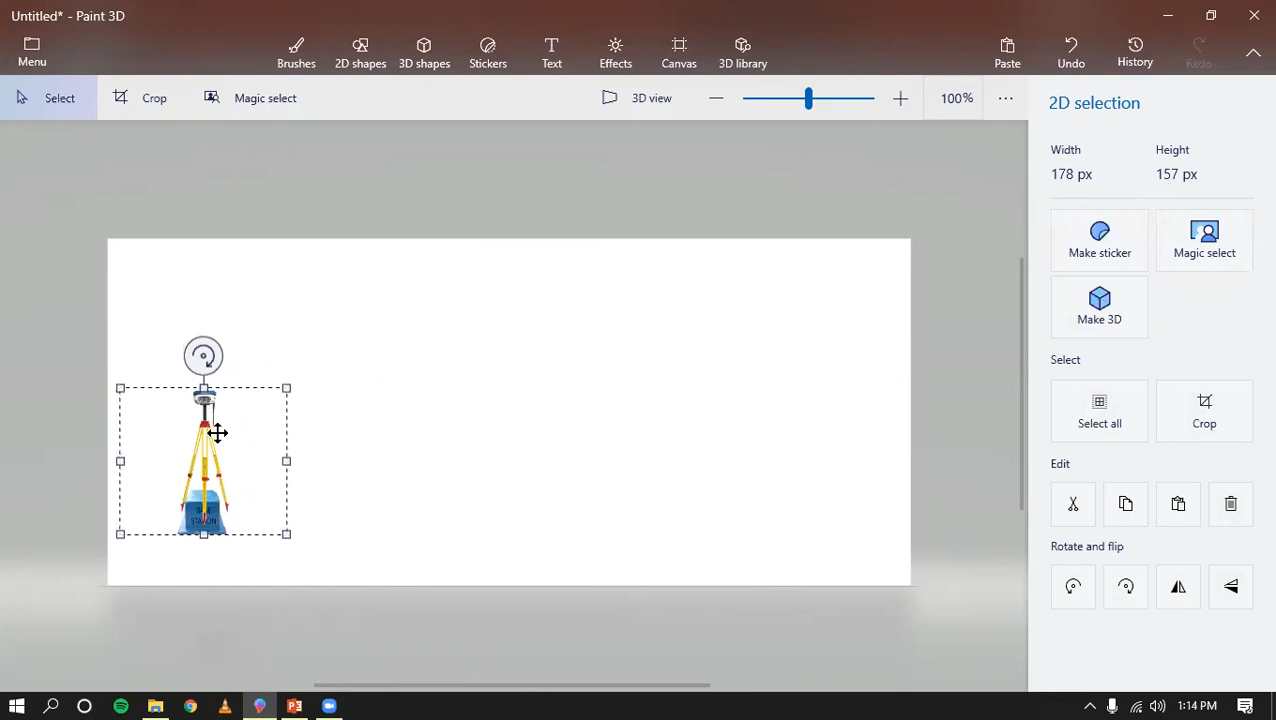 Untitled* - Paint 3D
Menu
Brushes
2D shapes
3D shapes
Stickers
Text
Effects
Canvas
3D library
Paste
Undo
History
Redo
Select
Crop
Magic select
3D view
100%
2D selection
Width
Height
178 px
157 px
Make sticker
Magic select
Make 3D
Select
Select all
Crop
Edit
Rotate and flip
STATION
1:14 PM